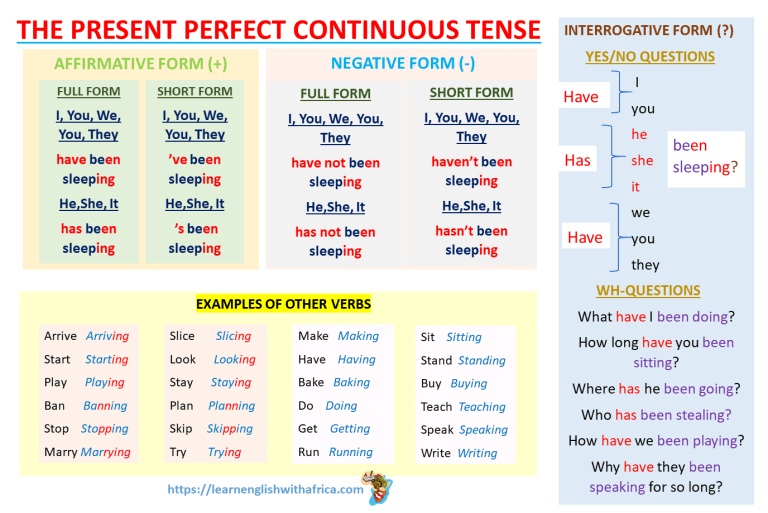 THE PRESENT PERFECT CONTINUOUS TENSE
AFFIRMATIVE FORM (+)
FULL FORM
I, You, We,
You, They
have been
sleeping
He,She, It
has been
sleeping
SHORT FORM
I, You, We,
You, They
’ve been
sleeping
He,She, It
’s been
sleeping
NEGATIVE FORM (-)
FULL FORM
I, You, We, You,
They
have not been
sleeping
He,She, It
has not been
sleeping
SHORT FORM
I, You, We, You,
They
haven’t been
sleeping
He,She, It
hasn’t been
sleeping
EXAMPLES OF OTHER VERBS
Arrive Arriving
Start Starting
Play Playing
Ban Banning
Stop Stopping
Marry Marrying
Slice Slicing
Look Looking
Stay Staying
Plan Planning
Skip Skipping
Try Trying
Make Making
Have Having
Bake Baking
Do Doing
Get Getting
Run Running
Sit Sitting
Stand Standing
Buy Buying
Teach Teaching
Speak Speaking
Write Writing
https://learnenglishwithafrica.com
INTERROGATIVE FORM (?)
YES/NO QUESTIONS
Have
I
you
Has
he
she
it
been
sleeping?
Have
we
you
they
WH-QUESTIONS
What have I been doing?
How long have you been
sitting?
Where has he been going?
Who has been stealing?
How have we been playing?
Why have they been
speaking for so long?